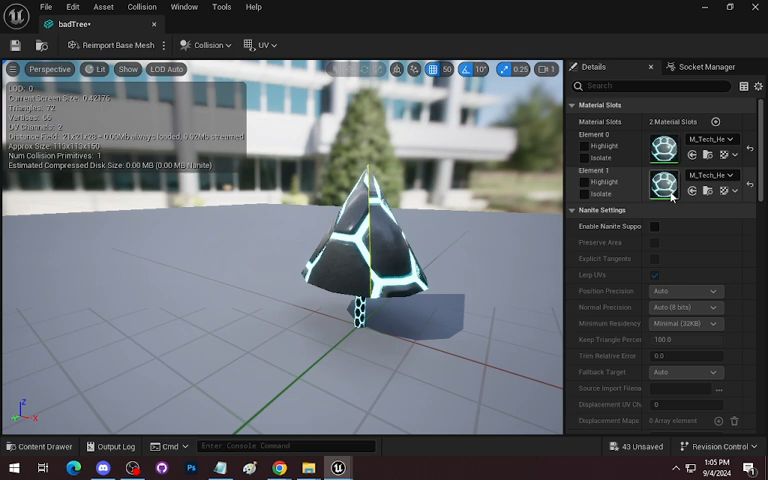 File Edit Asset Collision Window Tools Help
badTree*
Reimport Base Mesh Collision UV
Details Socket Manager
Perspective Lit Show LOD Auto 50 10° 0.25 1
Search
LOD: 0
Current Screen Size: 0.42175
Triangles: 72
Vertices: 66
UV Channels: 2
Approx Size: 113x113x150
Num Collision Primitives: 1
Estimated Compressed Disk Size: 0.00 MB (0.00 MB Nanite)
Material Slots
Material Slots 2 Material Slots
Element 0
Highlight
Isolate
M_Tech_He
Element 1
Highlight
Isolate
M_Tech_He
Nanite Settings
Enable Nanite Suppo
Preserve Area
Explicit Tangents
Lerp UVs
Position Precision Auto
Normal Precision Auto (8 bits)
Minimum Residency Minimal (32KB)
Keep Triangle Percer 100.0
Trim Relative Error 0.0
Fallback Target Auto
Source Import Filena
Displacement UV Ch 0
Displacement Maps 0 Array element
Z
X
Content Drawer Output Log Cmd Enter Console Command 43 Unsaved Revision Control
1:05 PM
9/4/2024